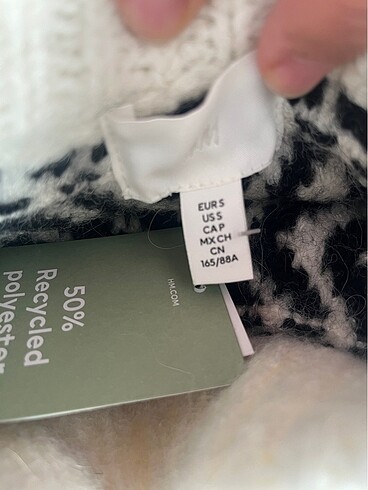 EUR S
US S
CA P
MX CH
CN
165/88A
HM.COM
50%
Recycled
polyester